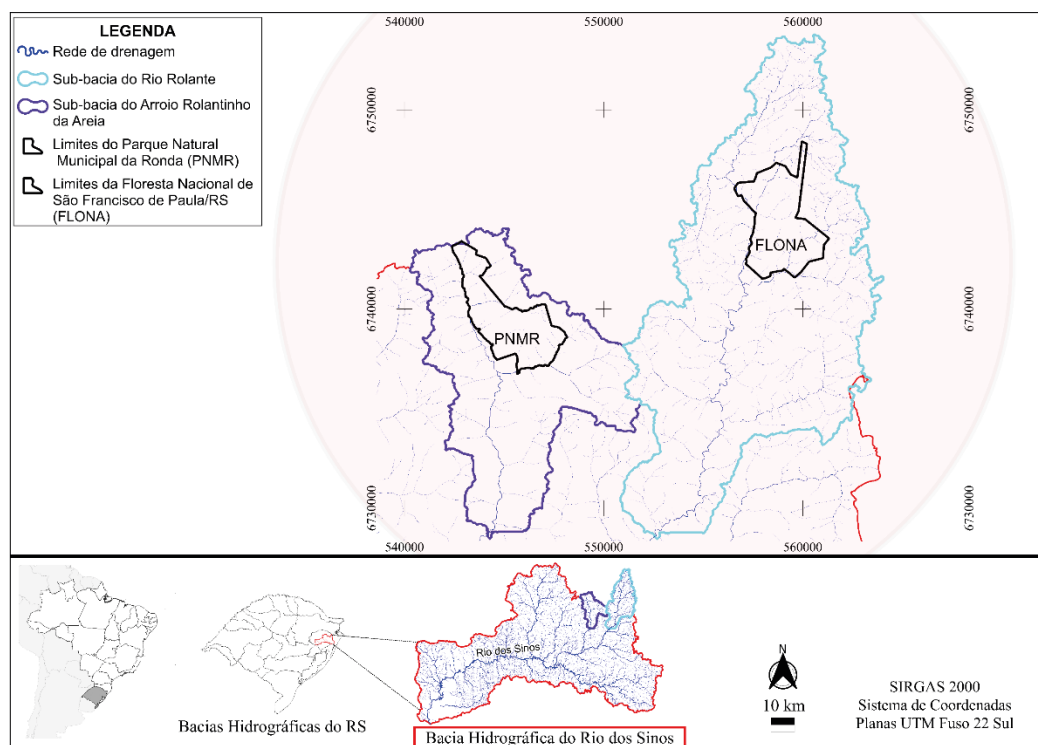 LEGENDA
Rede de drenagem
Sub-bacia do Rio Rolante
Sub-bacia do Arroio Rolantinho
da Areia
Limites do Parque Natural
Municipal da Ronda (PNMR)
Limites da Floresta Nacional de
São Francisco de Paula/RS
(FLONA)
540000
550000
560000
6750000
6750000
FLONA
6740000
6740000
PNMR
6730000
6730000
540000
550000
560000
Rio dos Sinos
N
10 km
SIRGAS 2000
Sistema de Coordenadas
Planas UTM Fuso 22 Sul
Bacias Hidrográficas do RS
Bacia Hidrográfica do Rio dos Sinos